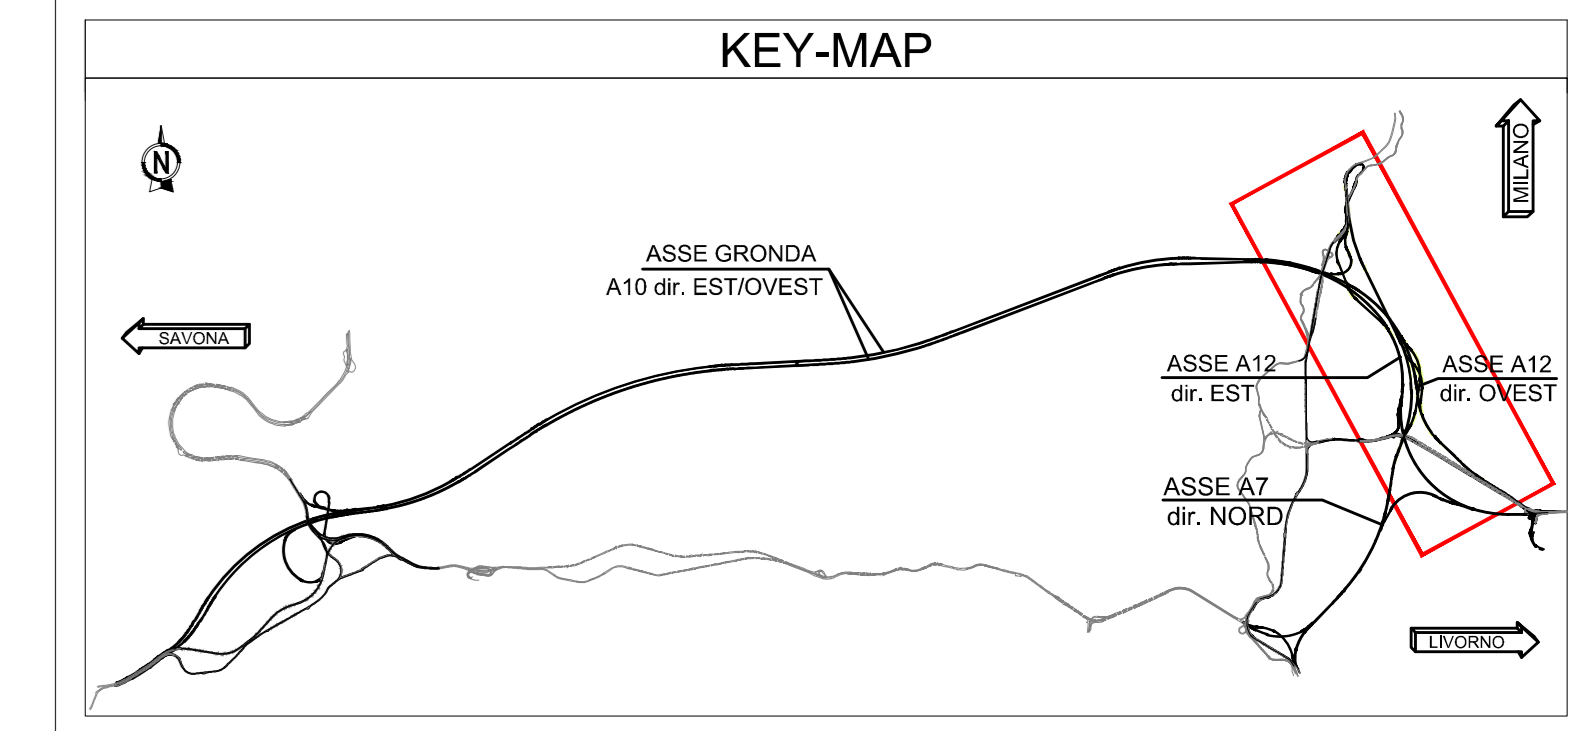 KEY-MAP
N
MILANO
ASSE GRONDA
A10 dir. EST/OVEST
SAVONA
ASSE A12
dir. EST
ASSE A12
dir. OVEST
ASSE A7
dir. NORD
LIVORNO